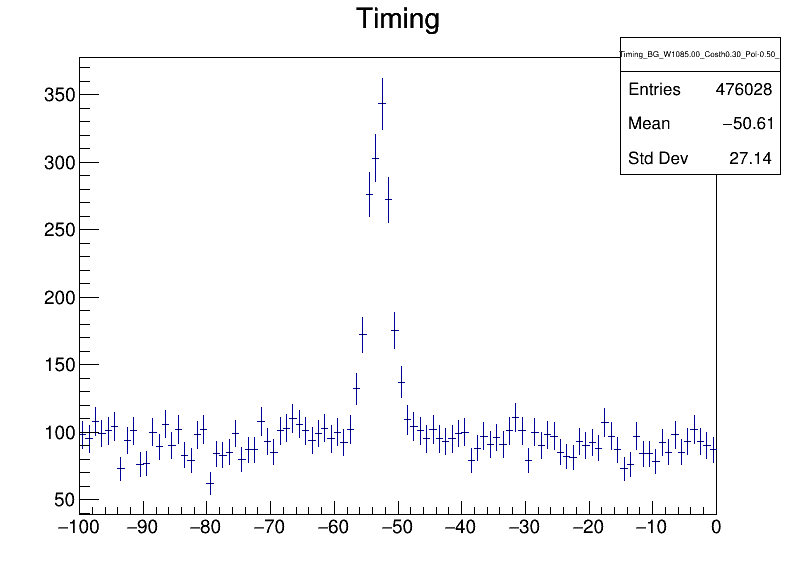 Timing
Timing_BG_W1085.00_Costh0.30_Pol-0.50_
Entries 476028
Mean −50.61
Std Dev 27.14
350
300
250
200
150
100
50
−100 −90 −80 −70 −60 −50 −40 −30 −20 −10 0